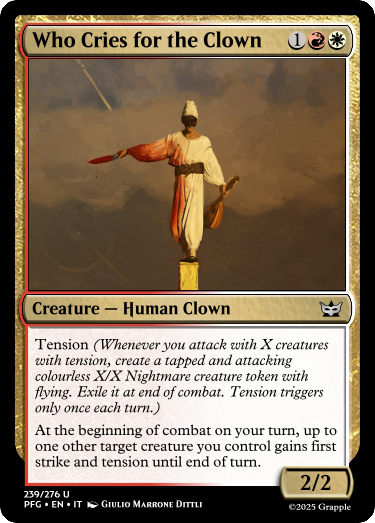 Who Cries for the Clown 1
Creature — Human Clown
Tension (Whenever you attack with X creatures
with tension, create a tapped and attacking
colourless X/X Nightmare creature token with
flying. Exile it at end of combat. Tension triggers
only once each turn.)
At the beginning of combat on your turn, up to
one other target creature you control gains first
strike and tension until end of turn.
2/2
239/276 U
PFG • EN • IT Giulio Marrone Dittli
©2025 Grapple